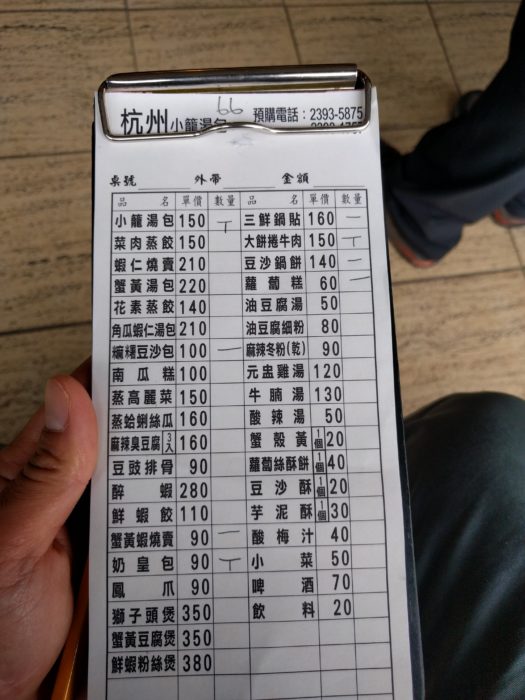 66
杭州小籠湯包 預購電話:2393-5875
桌號 外帶 金額
品名 單價 數量 品名 單價 數量
小籠湯包 150 丅 三鮮鍋貼 160 一
菜肉蒸餃 150 大餅捲牛肉 150 丅
蝦仁燒賣 210 豆沙鍋餅 140 一
蟹黃湯包 220 蘿蔔糕 60 一
花素蒸餃 140 油豆腐湯 50
角瓜蝦仁湯包 210 油豆腐細粉 80
豆沙包 100 一 麻辣冬粉(乾) 90
南瓜糕 100 元盅雞湯 120
蒸高麗菜 150 牛腩湯 130
蒸蛤蜊絲瓜 160 酸辣湯 50
麻辣臭豆腐3入 160 蟹殼黃1個 20
豆豉排骨 90 蘿蔔絲酥餅1個 40
醉蝦 280 豆沙酥1個 20
鮮蝦餃 110 芋泥酥1個 30
蟹黃蝦燒賣 90 一 酸梅汁 40
奶皇包 90 丅 小菜 50
鳳爪 90 啤酒 70
獅子頭煲 350 飲料 20
蟹黃豆腐煲 350
鮮蝦粉絲煲 380